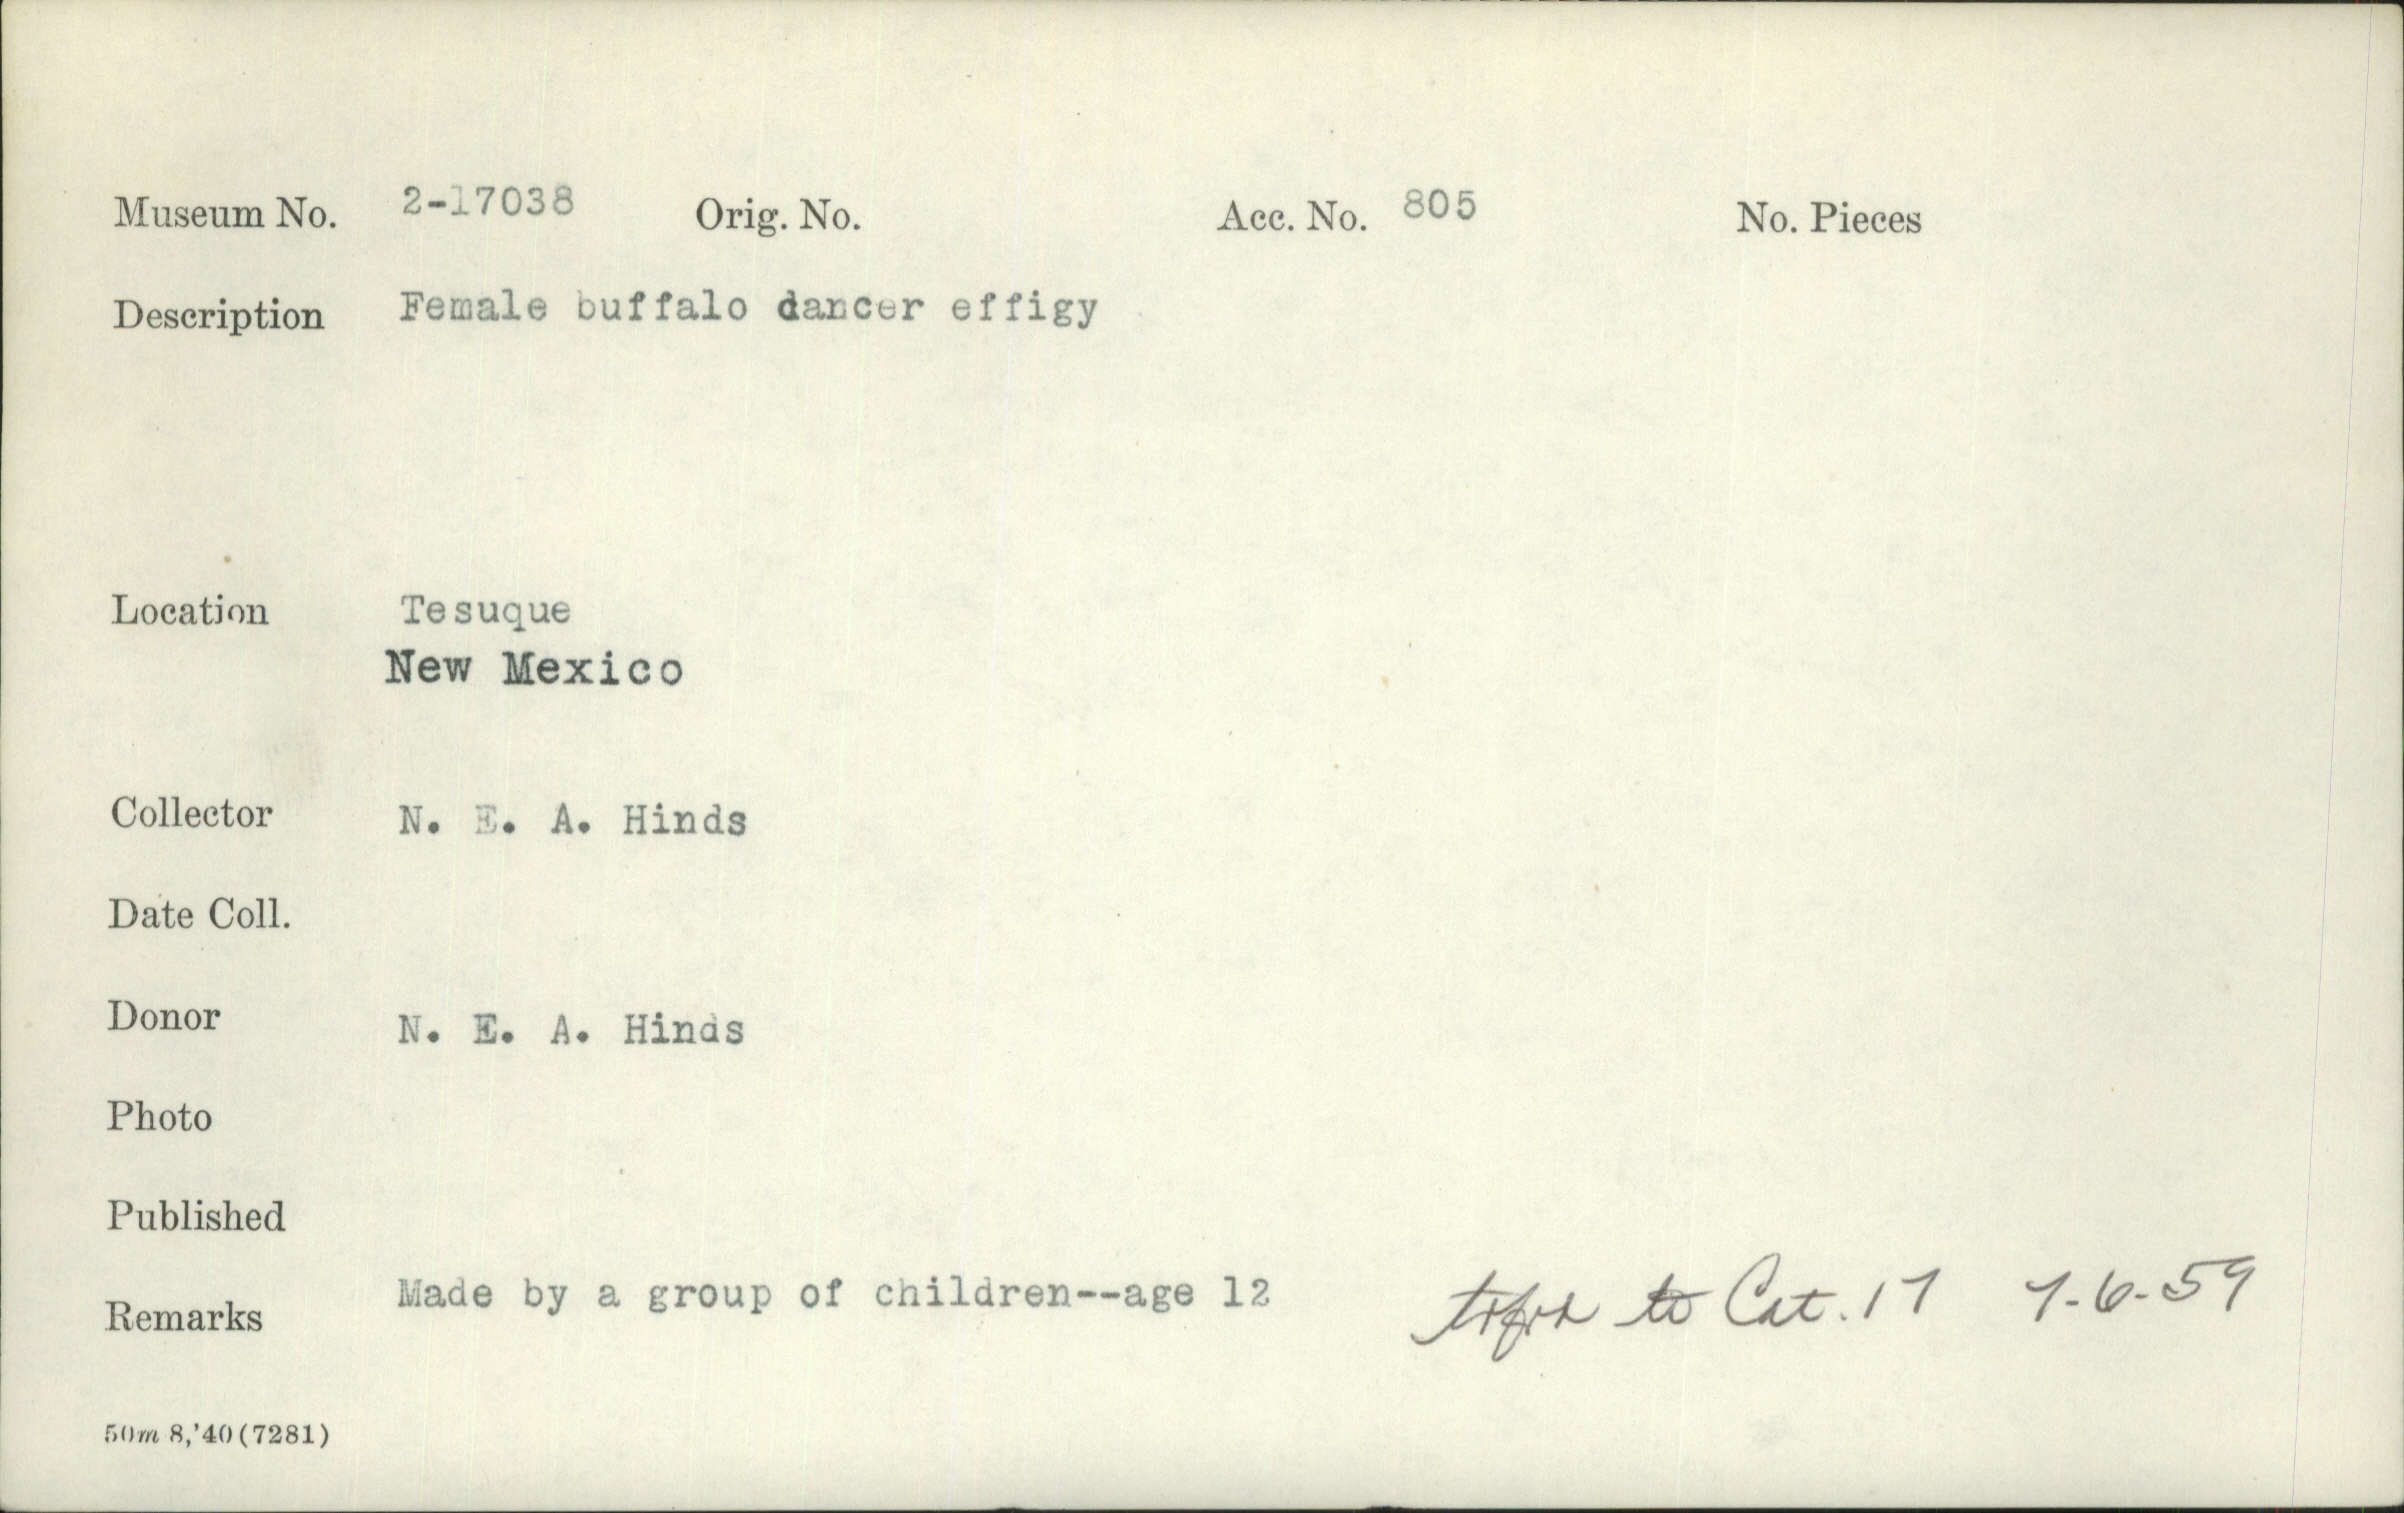 Museum No. 2-17038 Orig. No. Acc. No. 805 No. Pieces
Description Female buffalo dancer effigy
Location Tesuque
New Mexico
Collector N. E. A. Hinds
Date Coll.
Donor N. E. A. Hinds
Photo
Published
Remarks Made by a group of children--age 12 to Cat. 17 7-6-59
50m 8,'40(7281)